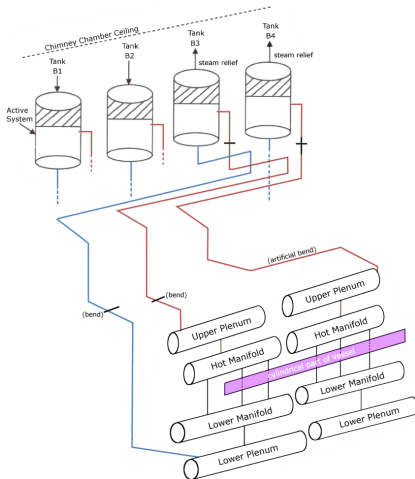 Chimney Chamber Ceiling
Tank
B1
Tank
B2
Tank
B3
steam relief
Tank
B4
steam relief
Active
System
(artificial bend)
(bend)
(bend)
Upper Plenum
Upper Plenum
Hot Manifold
Hot Manifold
cylindrical part of vessel
Lower Manifold
Lower Manifold
Lower Plenum
Lower Plenum